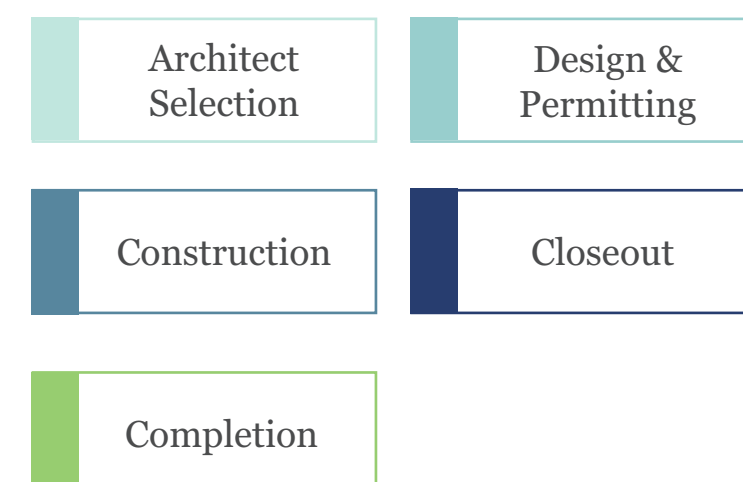 Architect
Selection
Design &
Permitting
Construction
Closeout
Completion